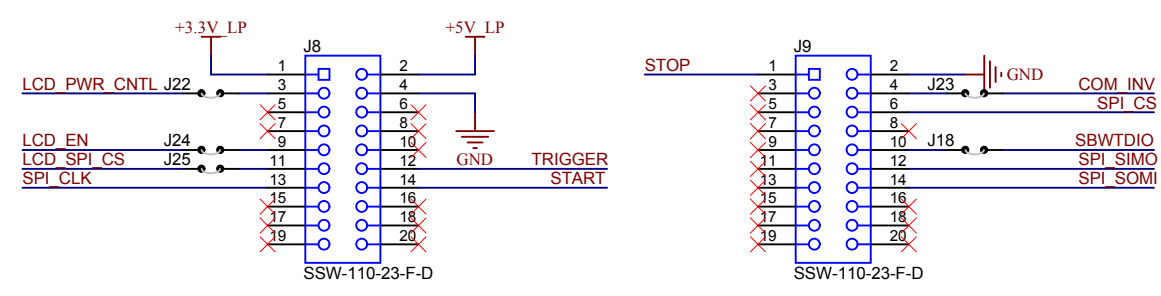 +3.3V_LP
+5V_LP
J8
1 2
LCD_PWR_CNTL J22 3 4
5 6
7 8
LCD_EN J24 9 10
LCD_SPI_CS J25 11 12 TRIGGER
SPI_CLK 13 14 START
GND
15 16
17 18
19 20
SSW-110-23-F-D
J9
STOP 1 2 GND
3 4 J23 COM_INV
5 6 SPI_CS
7 8
9 10 J18 SBWTDIO
11 12 SPI_SIMO
13 14 SPI_SOMI
15 16
17 18
19 20
SSW-110-23-F-D